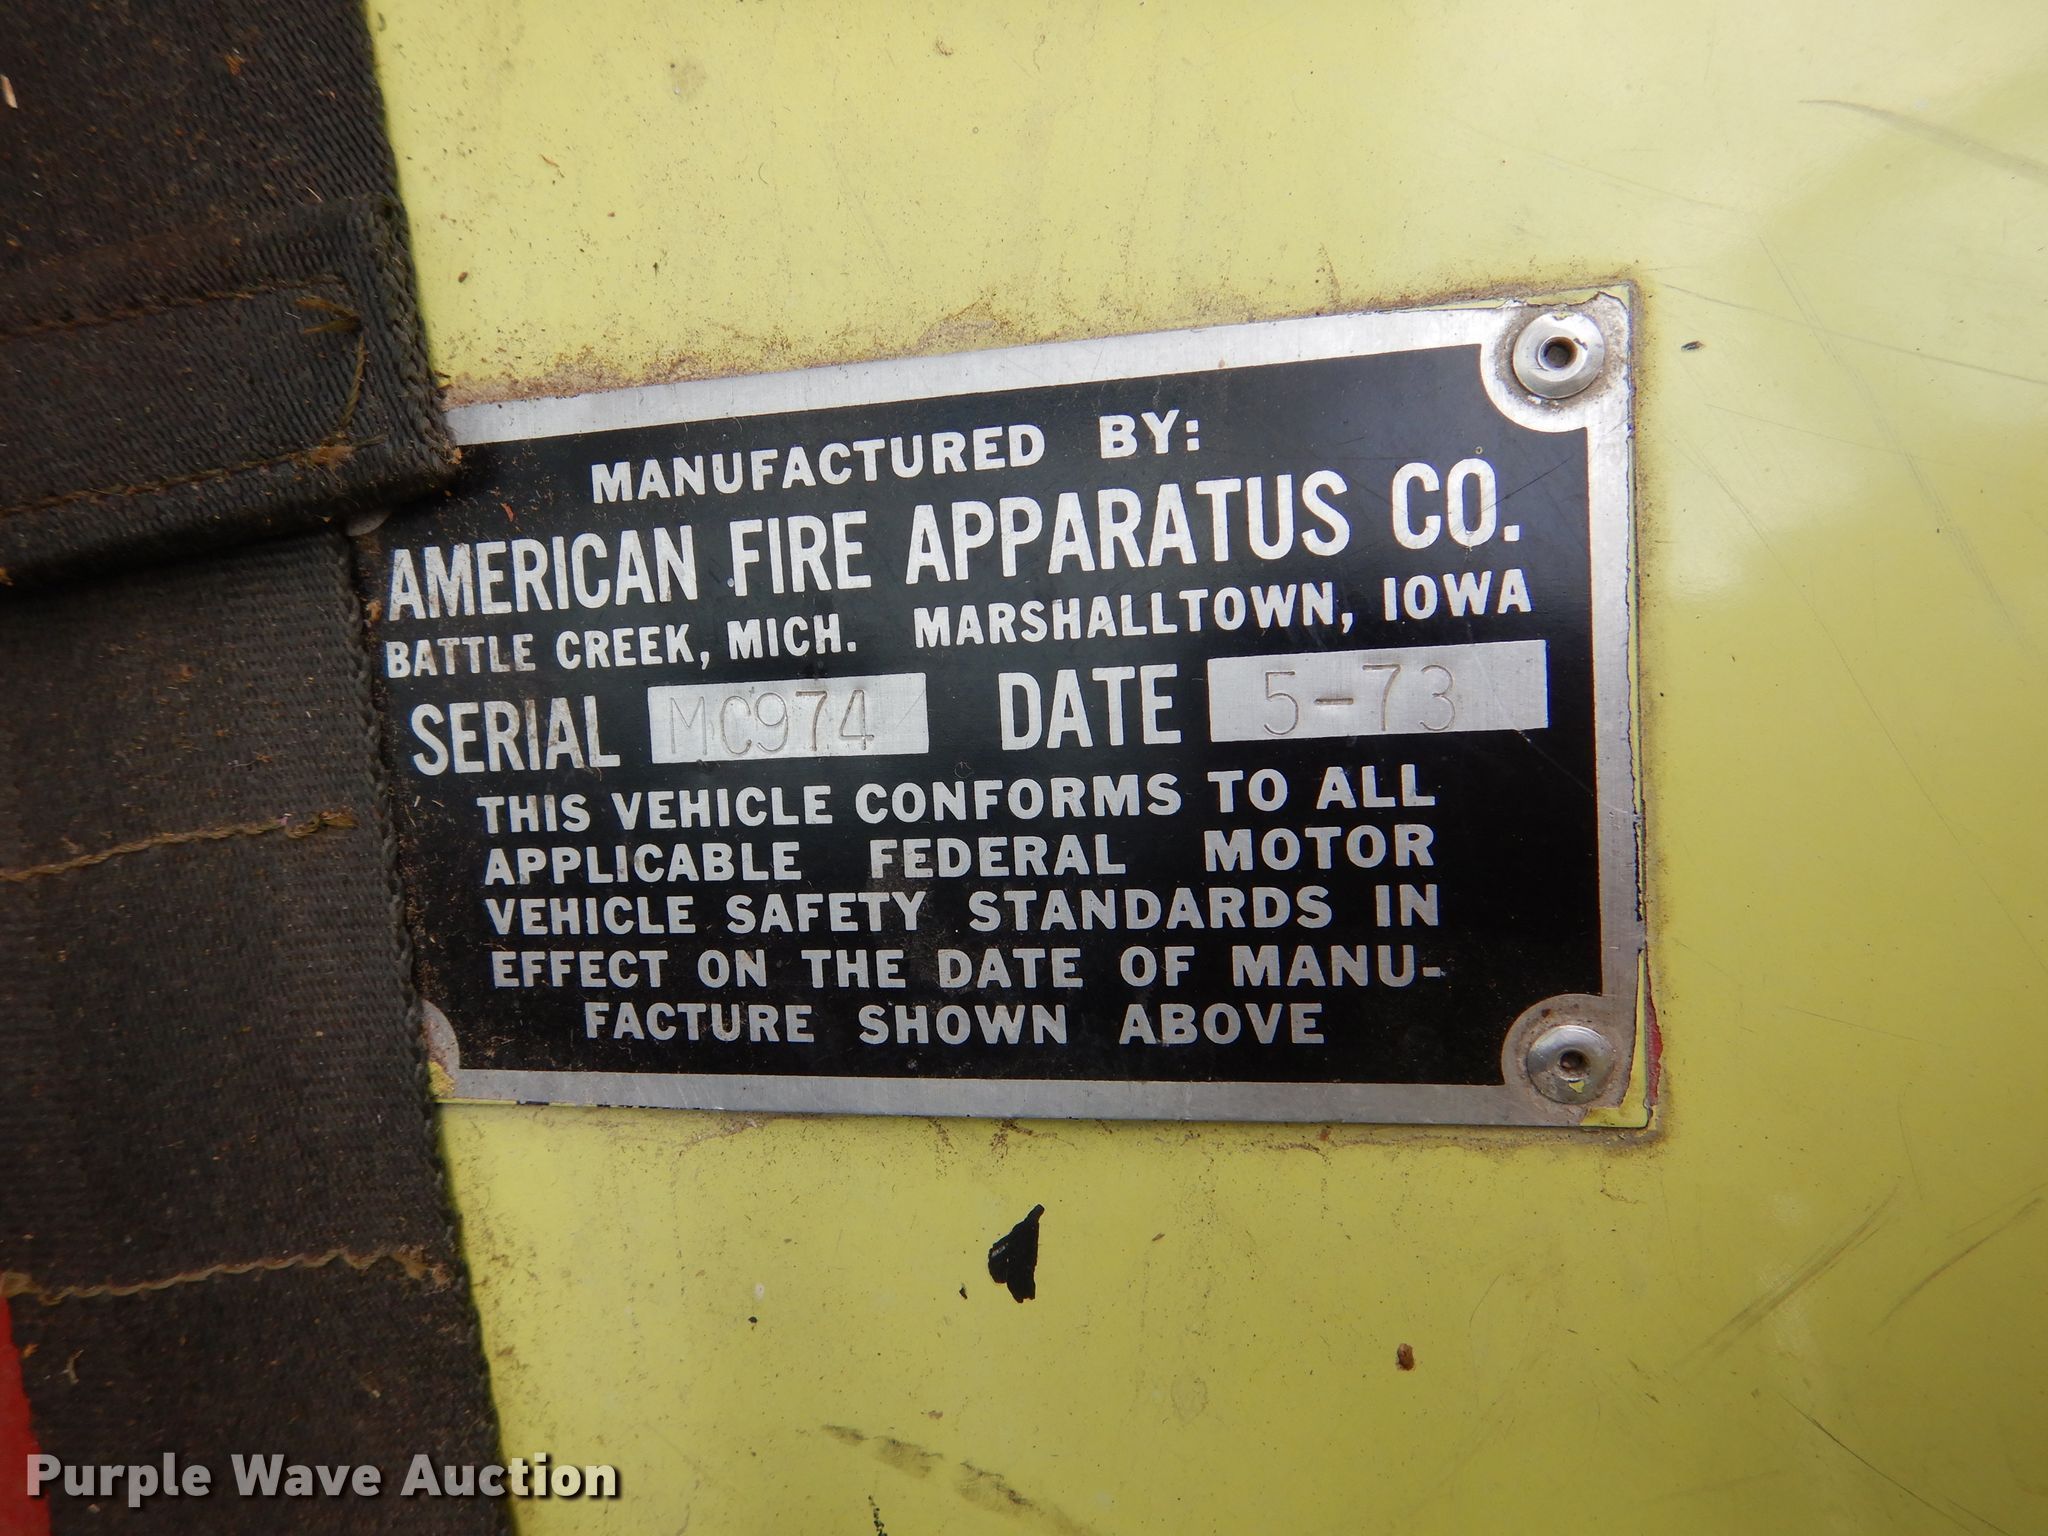 MANUFACTURED BY:
AMERICAN FIRE APPARATUS CO.
BATTLE CREEK, MICH. MARSHALLTOWN, IOWA
SERIAL MC974 DATE 5-73
THIS VEHICLE CONFORMS TO ALL
APPLICABLE FEDERAL MOTOR
VEHICLE SAFETY STANDARDS IN
EFFECT ON THE DATE OF MANU-
FACTURE SHOWN ABOVE
Purple Wave Auction